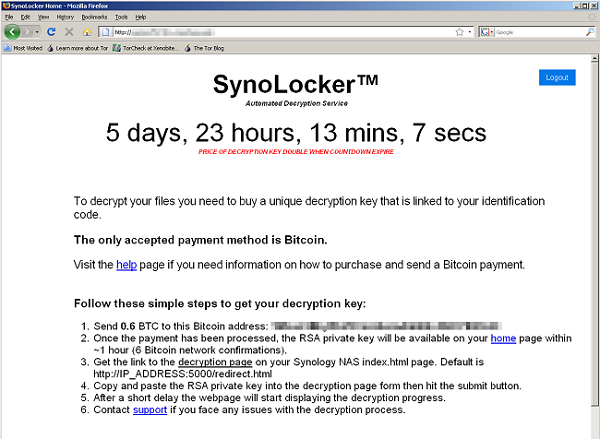 SynoLocker Home - Mozilla Firefox
File Edit View History Bookmarks Tools Help
http://
Google
Most Visited Learn more about Tor TorCheck at Xenobite... The Tor Blog
Logout
SynoLocker™
Automated Decryption Service
5 days, 23 hours, 13 mins, 7 secs
PRICE OF DECRYPTION KEY DOUBLE WHEN COUNTDOWN EXPIRE
To decrypt your files you need to buy a unique decryption key that is linked to your identification
code.
The only accepted payment method is Bitcoin.
Visit the help page if you need information on how to purchase and send a Bitcoin payment.
Follow these simple steps to get your decryption key:
1. Send 0.6 BTC to this Bitcoin address:
2. Once the payment has been processed, the RSA private key will be available on your home page within
~1 hour (6 Bitcoin network confirmations).
3. Get the link to the decryption page on your Synology NAS index.html page. Default is
http://IP_ADDRESS:5000/redirect.html
4. Copy and paste the RSA private key into the decryption page form then hit the submit button.
5. After a short delay the webpage will start displaying the decryption progress.
6. Contact support if you face any issues with the decryption process.